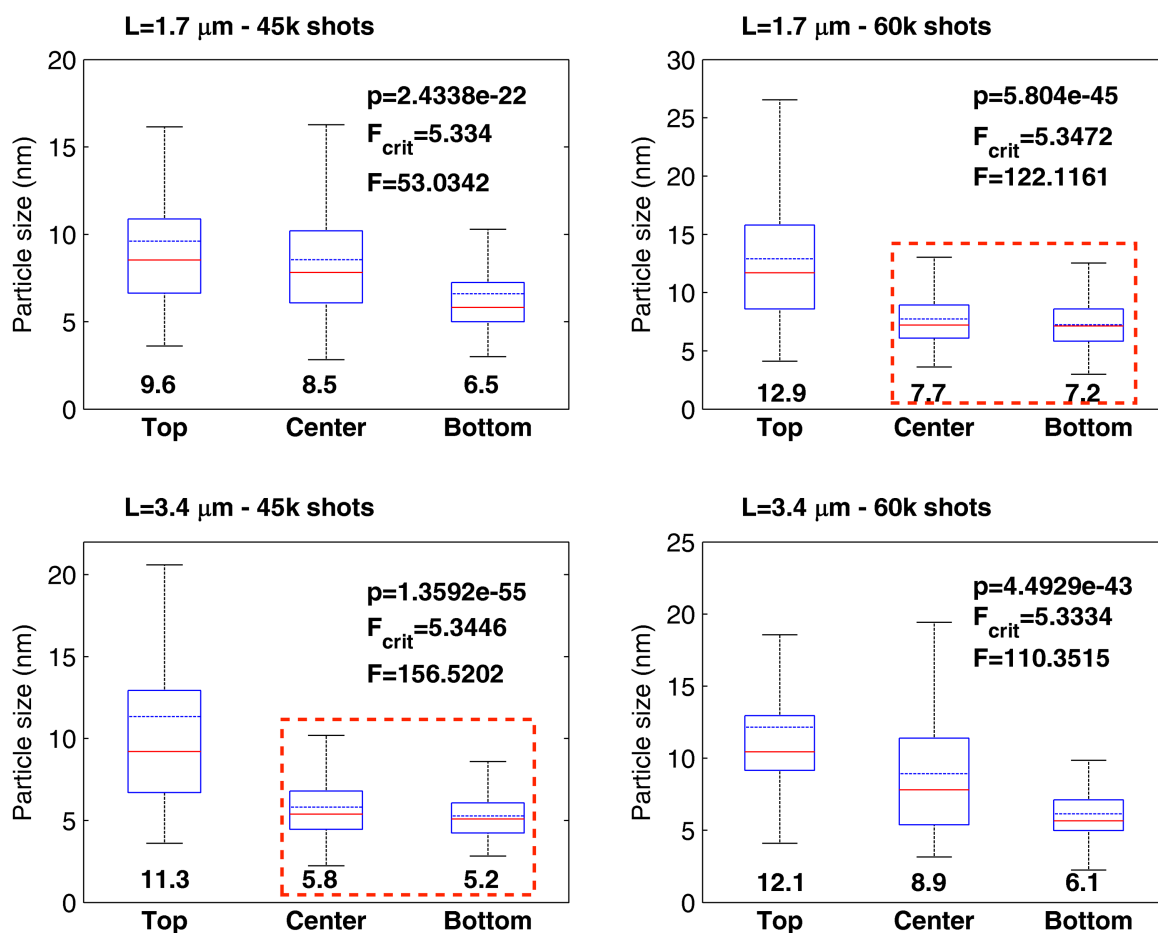 L=1.7 μm - 45k shots
Particle size (nm)
20
15
10
5
0
p=2.4338e-22
Fcrit=5.334
F=53.0342
9.6 8.5 6.5
Top Center Bottom
L=1.7 μm - 60k shots
Particle size (nm)
30
25
20
15
10
5
0
p=5.804e-45
Fcrit=5.3472
F=122.1161
12.9 7.7 7.2
Top Center Bottom
L=3.4 μm - 45k shots
Particle size (nm)
20
15
10
5
0
p=1.3592e-55
Fcrit=5.3446
F=156.5202
11.3 5.8 5.2
Top Center Bottom
L=3.4 μm - 60k shots
Particle size (nm)
25
20
15
10
5
0
p=4.4929e-43
Fcrit=5.3334
F=110.3515
12.1 8.9 6.1
Top Center Bottom